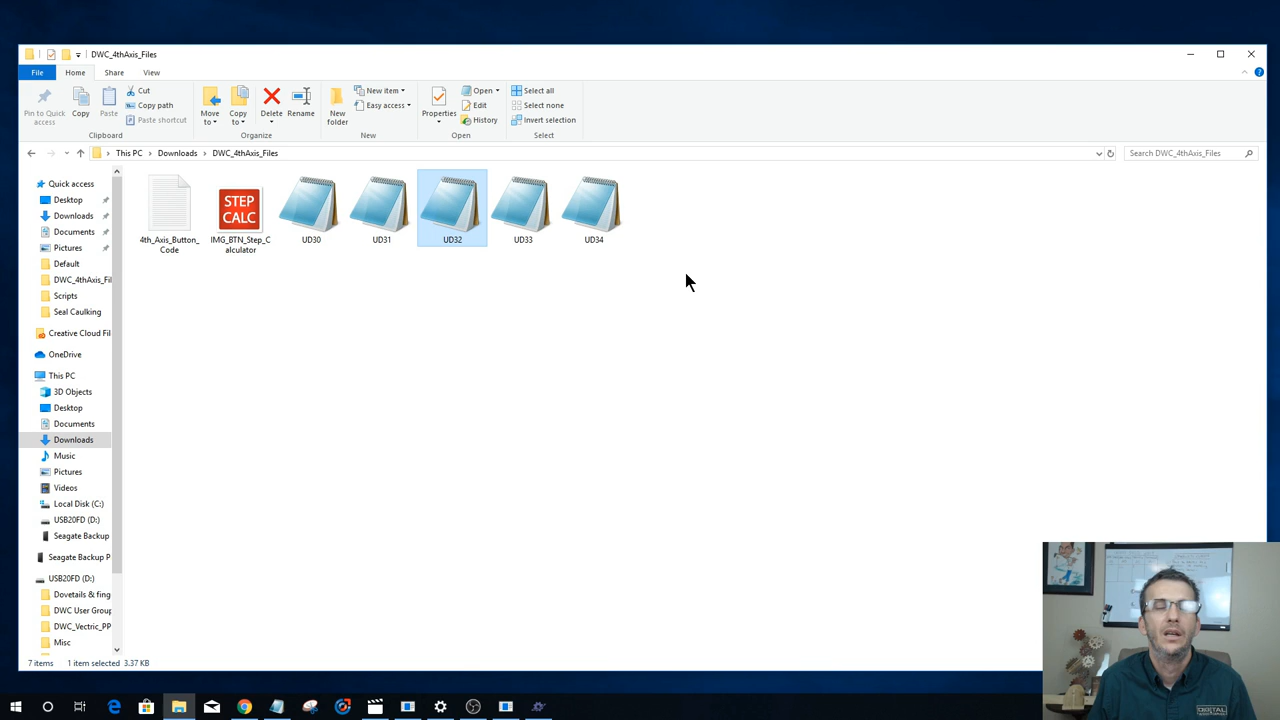 DWC_4thAxis_Files
File Home Share View
Pin to Quick access
Copy
Paste
Cut
Copy path
Paste shortcut
Clipboard
Move to
Copy to
Delete
Rename
Organize
New folder
New item
Easy access
New
Properties
Open
Edit
History
Open
Select all
Select none
Invert selection
Select
This PC > Downloads > DWC_4thAxis_Files
Search DWC_4thAxis_Files
Quick access
Desktop
Downloads
Documents
Pictures
Default
DWC_4thAxis_Fil
Scripts
Seal Caulking
Creative Cloud Fil
OneDrive
This PC
3D Objects
Desktop
Documents
Downloads
Music
Pictures
Videos
Local Disk (C:)
USB20FD (D:)
Seagate Backup
Seagate Backup P
USB20FD (D:)
Dovetails & fing
DWC User Group
DWC_Vectric_PP
Misc
STEP
CALC
4th_Axis_Button_
Code
IMG_BTN_Step_C
alculator
UD30
UD31
UD32
UD33
UD34
7 items 1 item selected 3.37 KB
DIGITAL